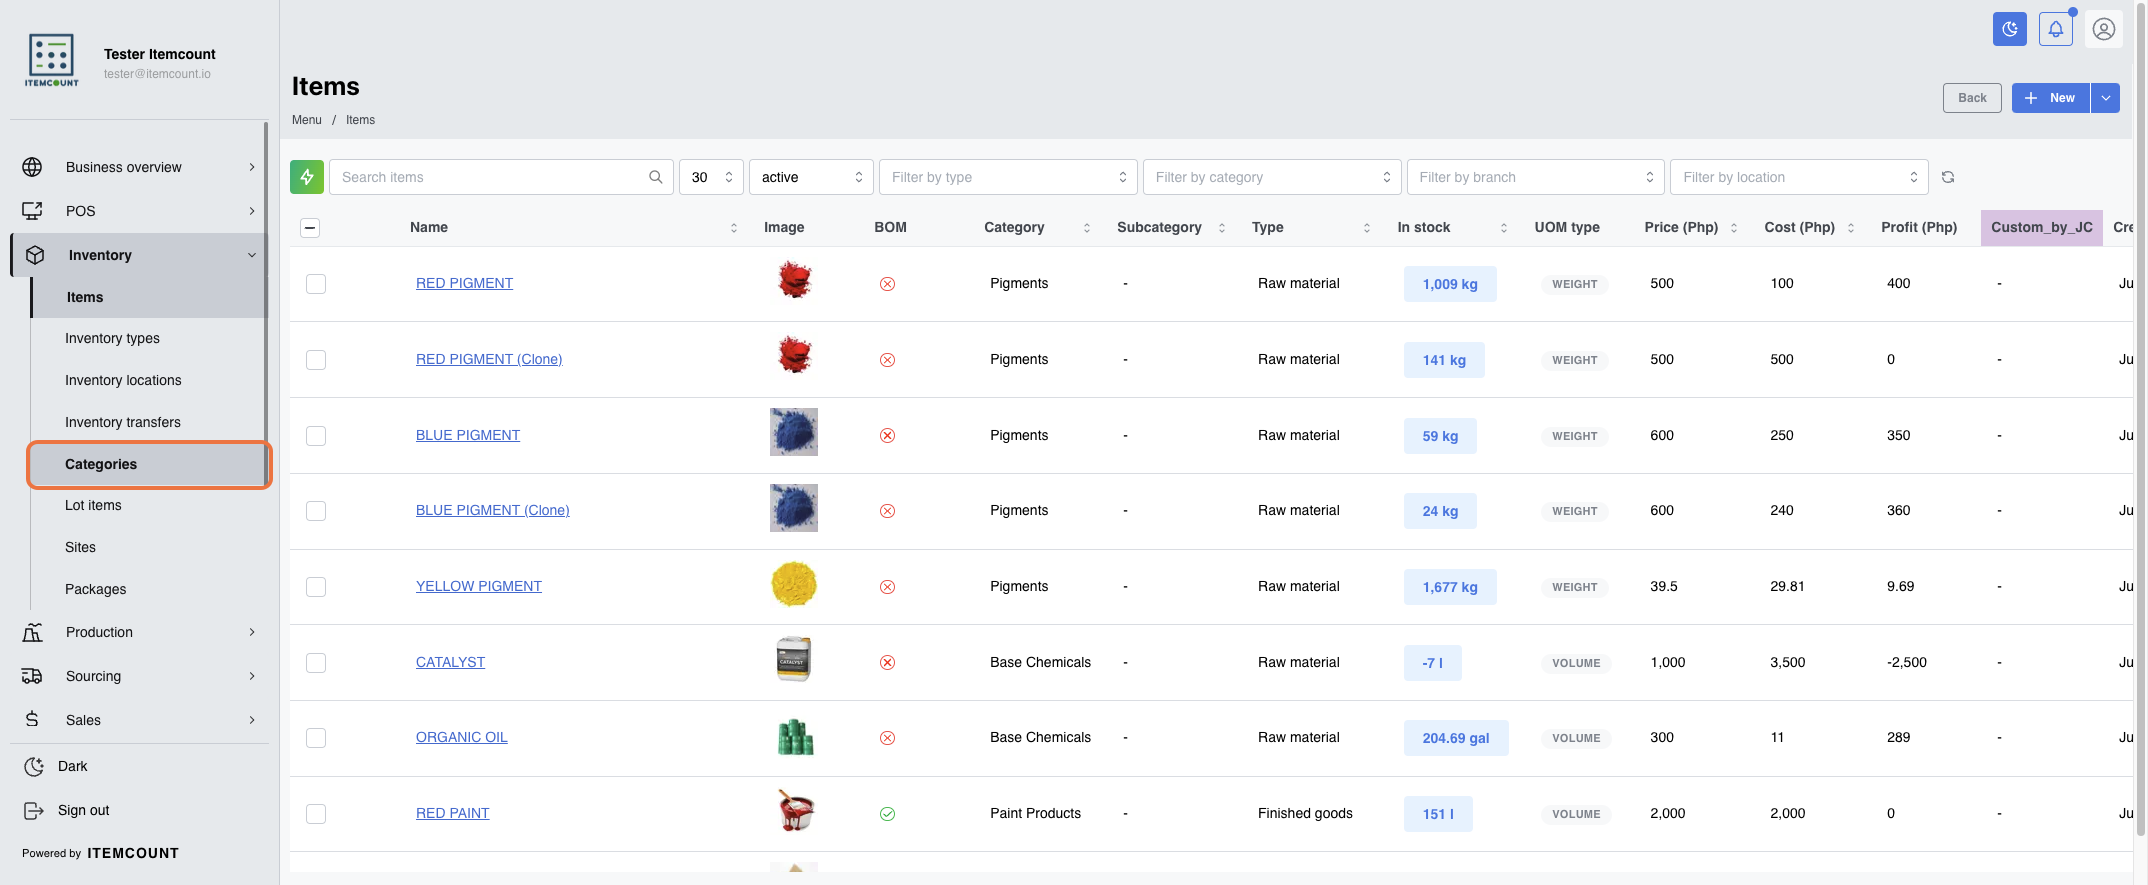 ITEMCOUNT
Tester Itemcount
tester@itemcount.io
Business overview
POS
Inventory
Items
Inventory types
Inventory locations
Inventory transfers
Categories
Lot items
Sites
Packages
Production
Sourcing
Sales
Dark
Sign out
Powered by ITEMCOUNT
Items
Menu / Items
Back
+ New
Search items
30
active
Filter by type
Filter by category
Filter by branch
Filter by location
Name Image BOM Category Subcategory Type In stock UOM type Price (Php) Cost (Php) Profit (Php) Custom_by_JC Cre
RED PIGMENT Pigments - Raw material 1,009 kg WEIGHT 500 100 400 - Ju
RED PIGMENT (Clone) Pigments - Raw material 141 kg WEIGHT 500 500 0 - Ju
BLUE PIGMENT Pigments - Raw material 59 kg WEIGHT 600 250 350 - Ju
BLUE PIGMENT (Clone) Pigments - Raw material 24 kg WEIGHT 600 240 360 - Ju
YELLOW PIGMENT Pigments - Raw material 1,677 kg WEIGHT 39.5 29.81 9.69 - Ju
CATALYST CATALYST Base Chemicals - Raw material -7 l VOLUME 1,000 3,500 -2,500 - Ju
ORGANIC OIL Base Chemicals - Raw material 204.69 gal VOLUME 300 11 289 - Ju
RED PAINT Paint Products - Finished goods 151 l VOLUME 2,000 2,000 0 - Ju